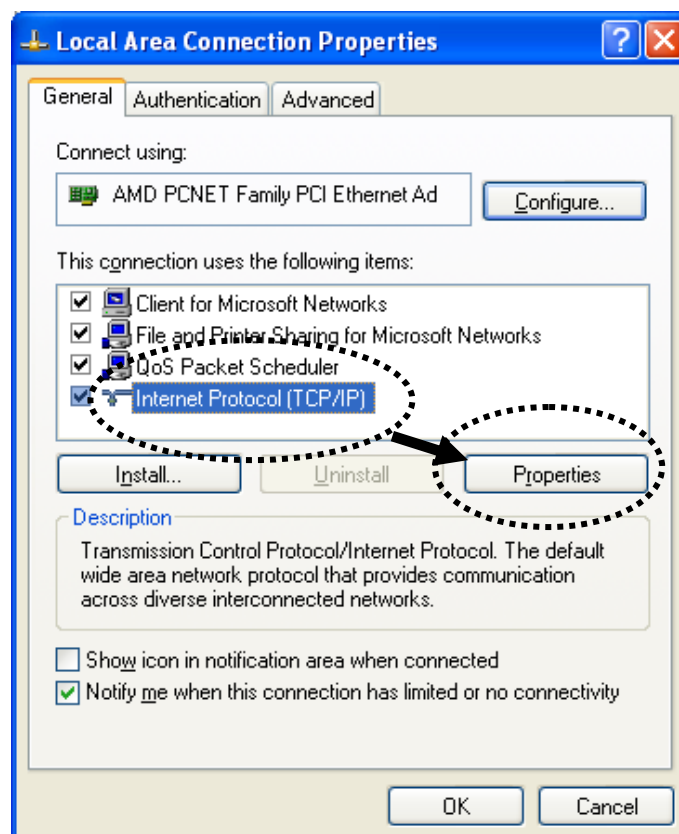 Local Area Connection Properties
General Authentication Advanced
Connect using:
AMD PCNET Family PCI Ethernet Ad
Configure...
This connection uses the following items:
Client for Microsoft Networks
File and Printer Sharing for Microsoft Networks
QoS Packet Scheduler
Internet Protocol (TCP/IP)
Install... Uninstall Properties
Description
Transmission Control Protocol/Internet Protocol. The default
wide area network protocol that provides communication
across diverse interconnected networks.
Show icon in notification area when connected
Notify me when this connection has limited or no connectivity
OK Cancel